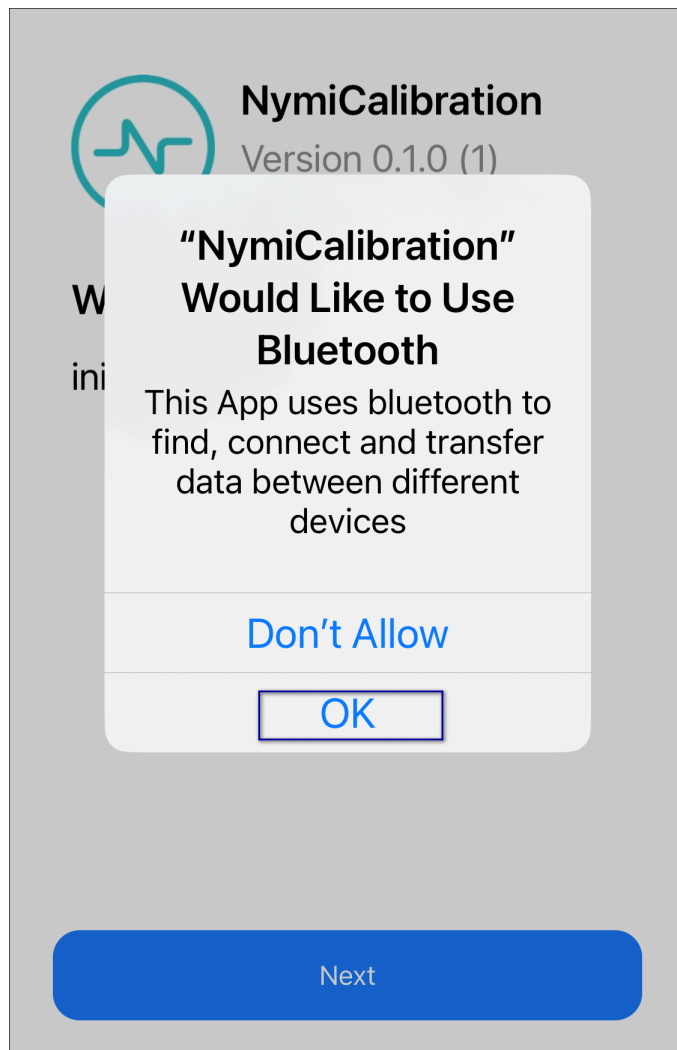 NymiCalibration
Version 0.1.0 (1)
“NymiCalibration”
Would Like to Use
Bluetooth
This App uses bluetooth to
find, connect and transfer
data between different
devices
Don’t Allow
OK
Next